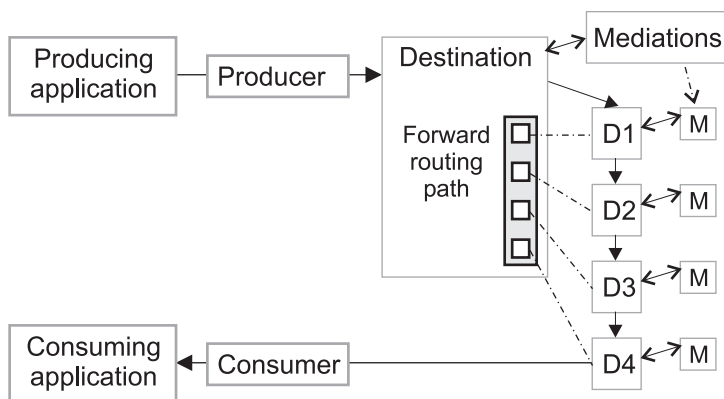 Producing
application
Producer
Destination
Mediations
Forward
routing
path
D1
M
D2
M
D3
M
D4
M
Consuming
application
Consumer